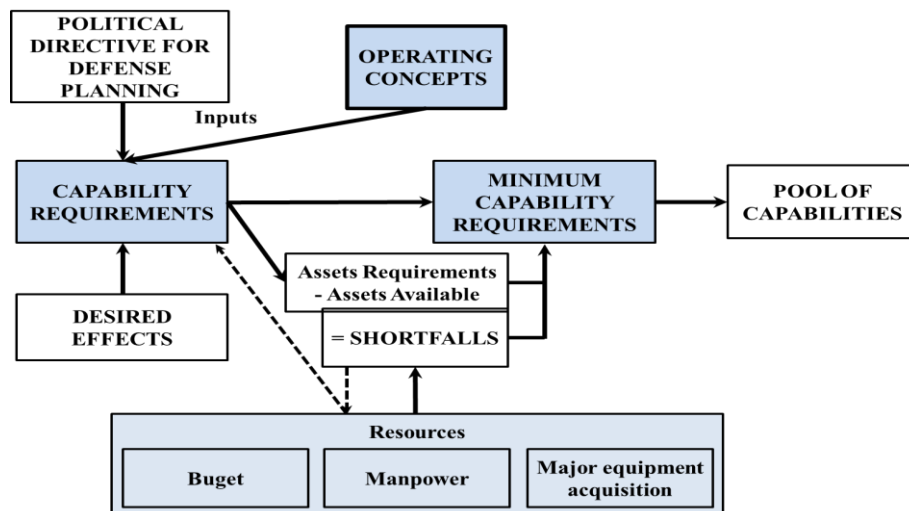 POLITICAL
DIRECTIVE FOR
DEFENSE
PLANNING
OPERATING
CONCEPTS
Inputs
CAPABILITY
REQUIREMENTS
MINIMUM
CAPABILITY
REQUIREMENTS
POOL OF
CAPABILITIES
Assets Requirements
- Assets Available
= SHORTFALLS
DESIRED
EFFECTS
Resources
Buget
Manpower
Major equipment
acquisition